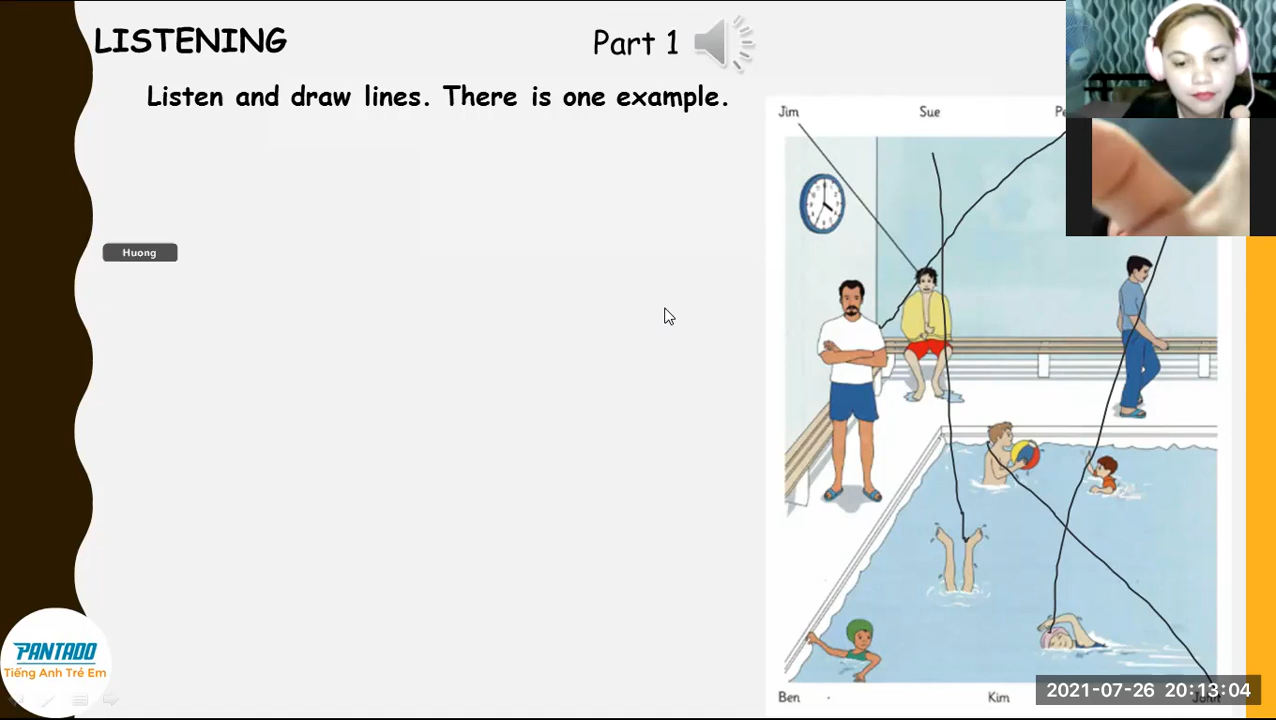 LISTENING
Part 1
Listen and draw lines. There is one example.
Jim
Sue
Huong
PANTADO
Tiếng Anh Trẻ Em
Ben
Kim
John
2021-07-26 20:13:04